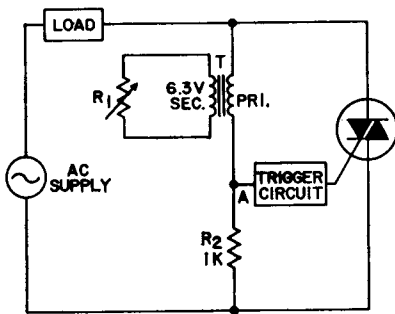 LOAD
T
R1
6.3V
SEC.
PRI.
AC
SUPPLY
A
TRIGGER
CIRCUIT
R2
1K